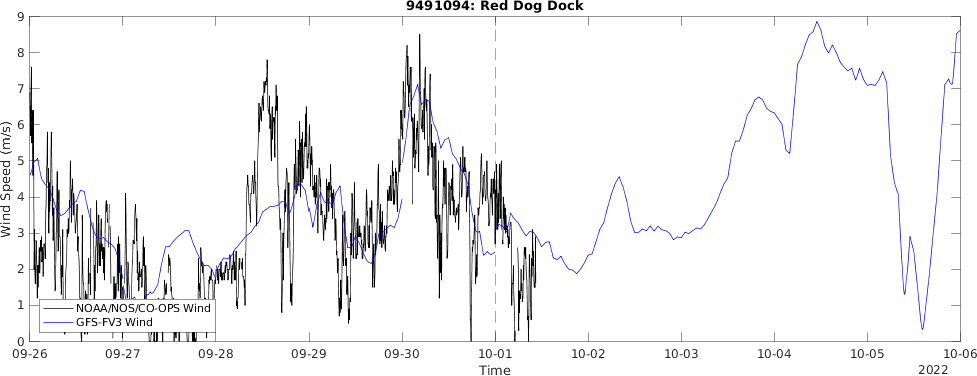 9491094: Red Dog Dock
9
8
7
6
5
4
3
2
1
0
Wind Speed (m/s)
NOAA/NOS/CO-OPS Wind
GFS-FV3 Wind
09-26 09-27 09-28 09-29 09-30 10-01 10-02 10-03 10-04 10-05 10-06
Time
2022